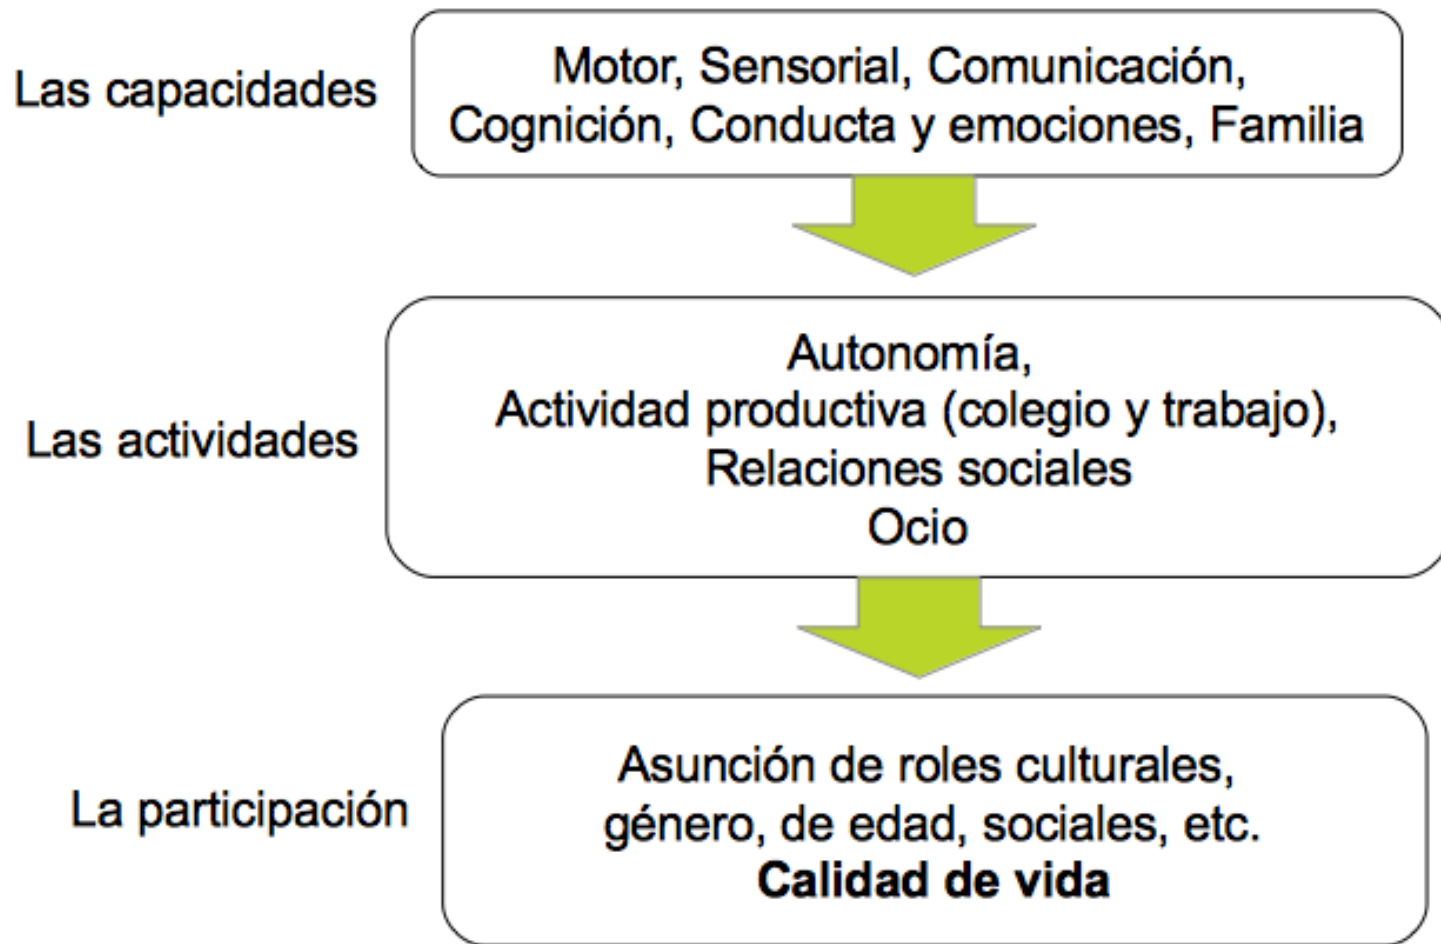 Las capacidades
Motor, Sensorial, Comunicación,
Cognición, Conducta y emociones, Familia
Las actividades
Autonomía,
Actividad productiva (colegio y trabajo),
Relaciones sociales
Ocio
La participación
Asunción de roles culturales,
género, de edad, sociales, etc.
Calidad de vida